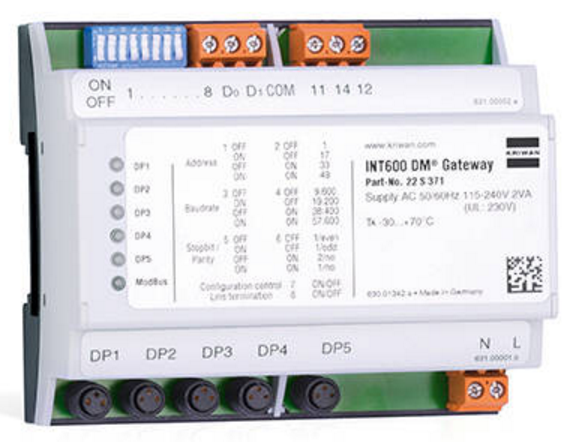 ON
OFF 1 . . . . . . . 8 D0 D1 COM 11 14 12
www.kriwan.com
KRIWAN
INT600 DM® Gateway
Part-No. 22 S 371
Supply AC 50/60Hz 115-240V 2VA
(UL: 230V)
TA -30...+70°C
Made in Germany
1 OFF 2 OFF 1
Address ON OFF 17
OFF ON 33
ON ON 49
3 OFF 4 OFF 9.600
Baudrate ON OFF 19.200
OFF ON 38.400
ON ON 57.600
5 OFF 6 OFF 1/even
Stopbit / ON OFF 1/odd
Parity OFF ON 2/no
ON ON 1/no
Configuration control 7 ON/OFF
Line termination 8 ON/OFF
DP1
DP2
DP3
DP4
DP5
ModBus
DP1 DP2 DP3 DP4 DP5 N L